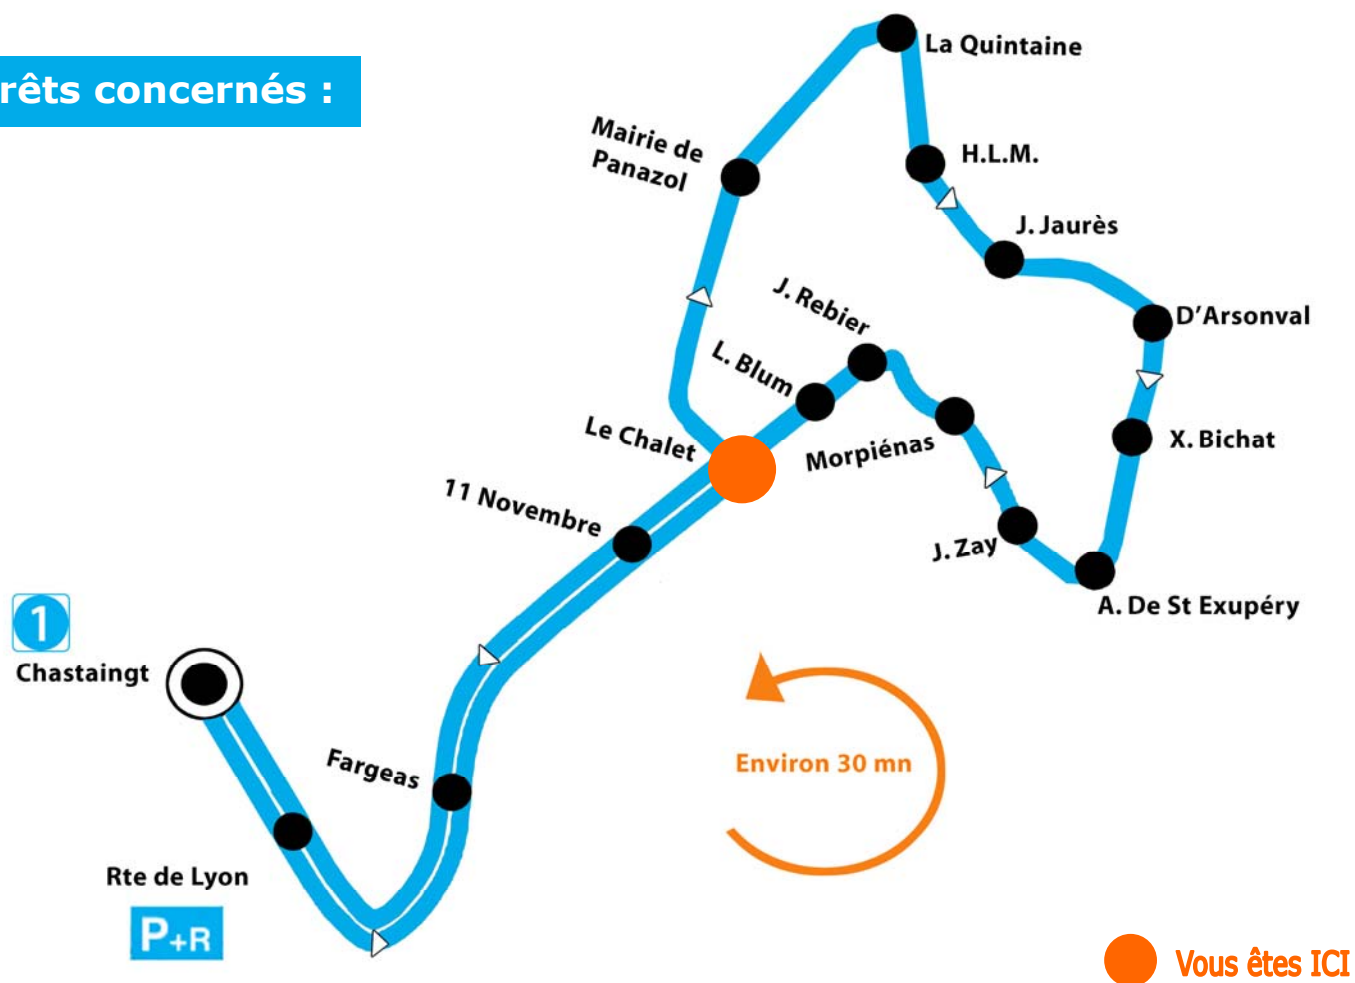 rêts concernés :
La Quintaine
Mairie de
Panazol
H.L.M.
J. Jaurès
J. Rebier
D'Arsonval
L. Blum
Le Chalet
Morpiénas
X. Bichat
11 Novembre
J. Zay
A. De St Exupéry
1
Chastaingt
Fargeas
Environ 30 mn
Rte de Lyon
P+R
Vous êtes ICI